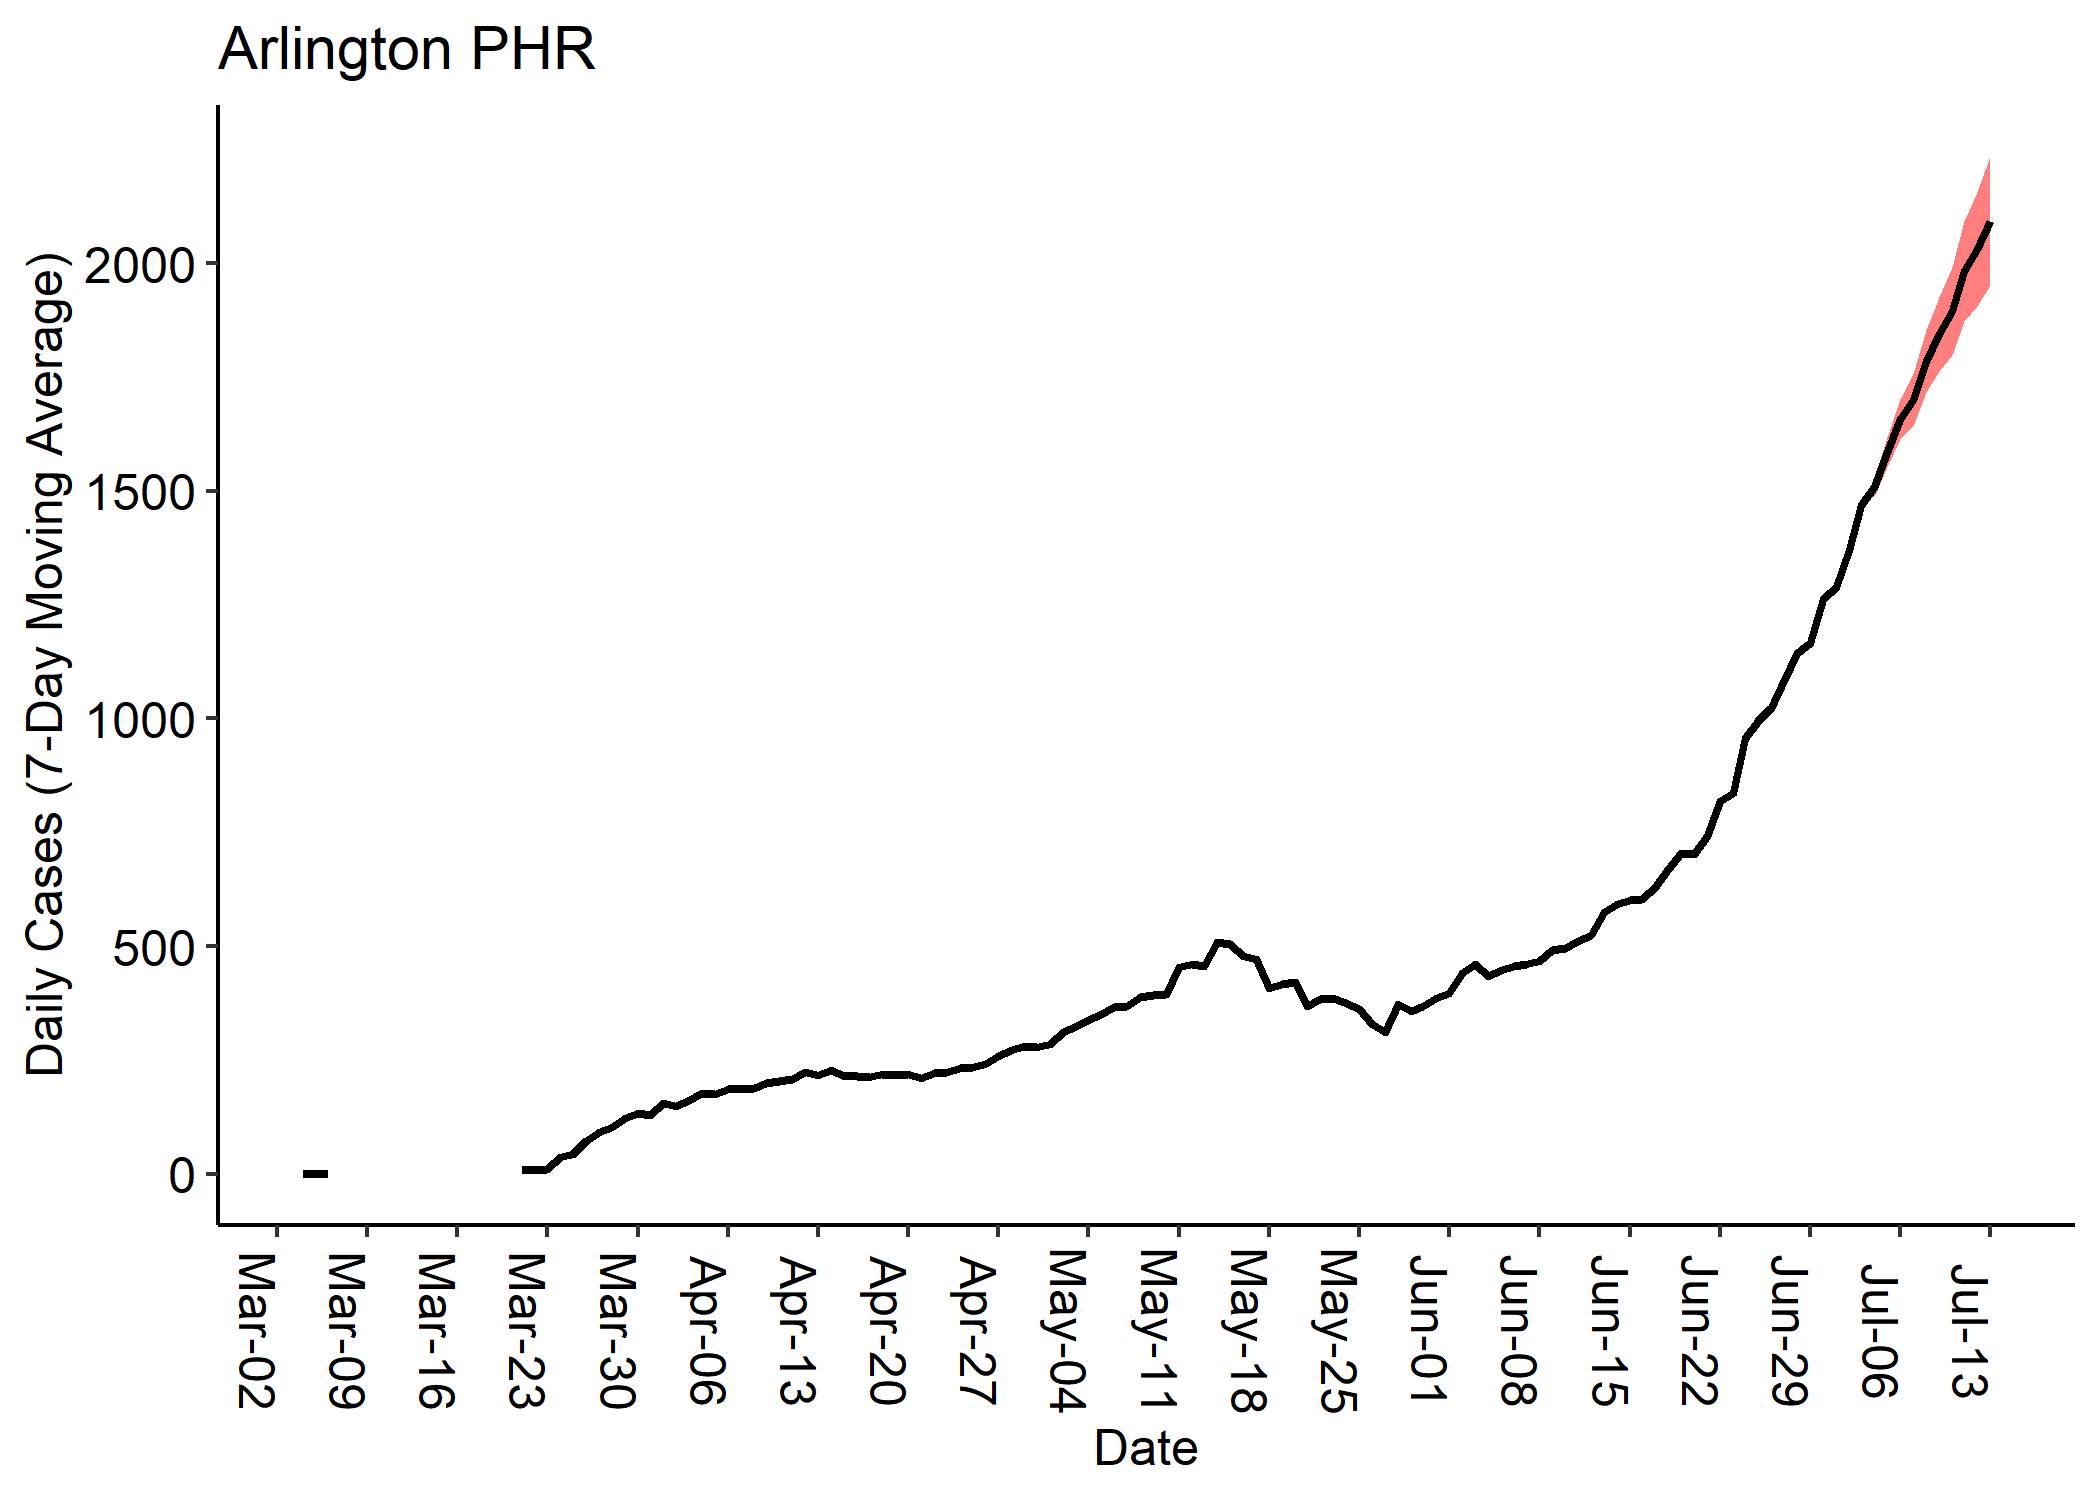 Arlington PHR
Daily Cases (7-Day Moving Average)
2000
1500
1000
500
0
Mar-02
Mar-09
Mar-16
Mar-23
Mar-30
Apr-06
Apr-13
Apr-20
Apr-27
May-04
May-11
May-18
May-25
Jun-01
Jun-08
Jun-15
Jun-22
Jun-29
Jul-06
Jul-13
Date